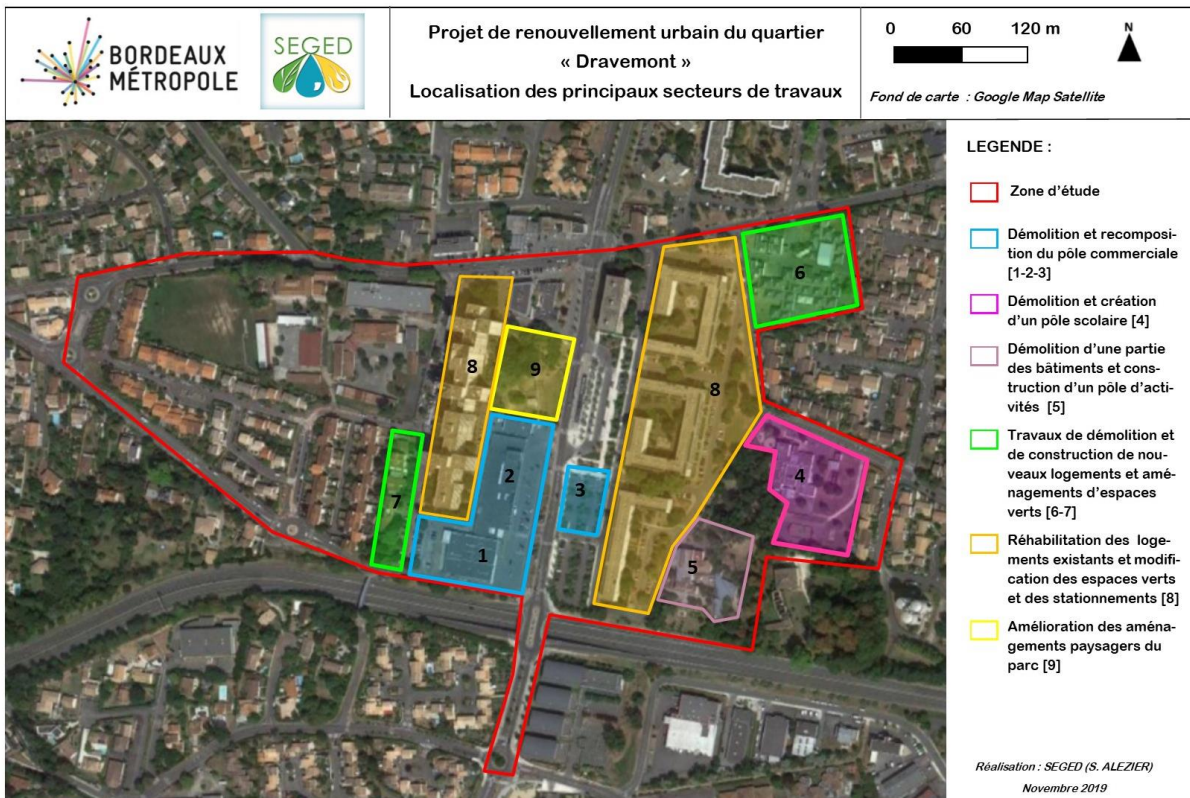 BORDEAUX
MÉTROPOLE
SEGED
Projet de renouvellement urbain du quartier
« Dravemont »
Localisation des principaux secteurs de travaux
0 60 120 m
N
Fond de carte : Google Map Satellite
6
8
9
8
2
4
7
3
1
5
LEGENDE :
Zone d'étude
Démolition et recomposi-
tion du pôle commerciale
[1-2-3]
Démolition et création
d'un pôle scolaire [4]
Démolition d'une partie
des bâtiments et cons-
truction d'un pôle d'acti-
vités [5]
Travaux de démolition et
de construction de nou-
veaux logements et amé-
nagements d'espaces
verts [6-7]
Réhabilitation des loge-
ments existants et modifi-
cation des espaces verts
et des stationnements [8]
Amélioration des aména-
gements paysagers du
parc [9]
Réalisation : SEGED (S. ALEZIER)
Novembre 2019